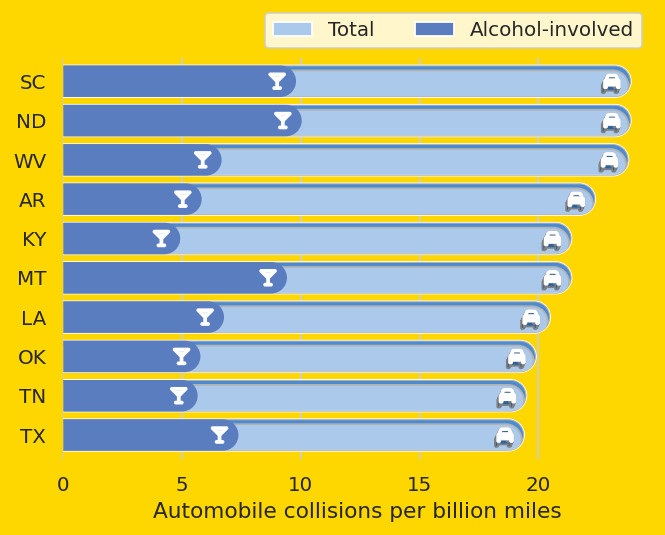 Total Alcohol-involved
SC
ND
WV
AR
KY
MT
LA
OK
TN
TX
0 5 10 15 20
Automobile collisions per billion miles